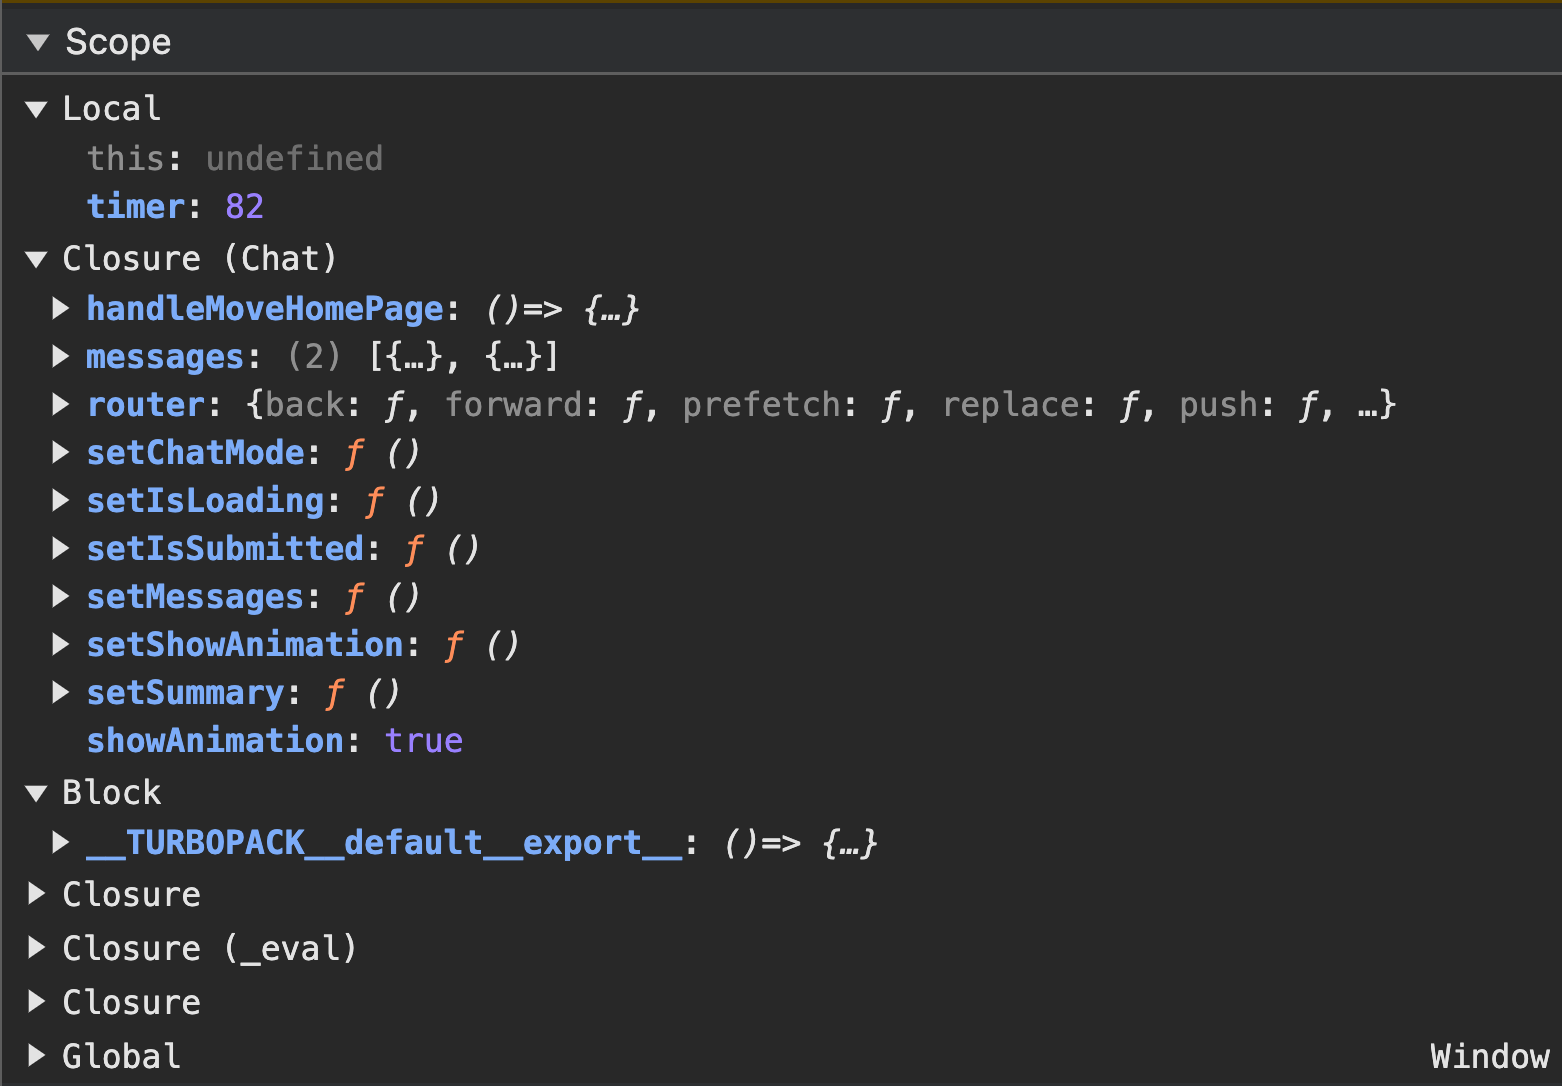 Scope
Local
this: undefined
timer: 82
Closure (Chat)
handleMoveHomePage: ()=> {…}
messages: (2) [{…}, {…}]
router: {back: ƒ, forward: ƒ, prefetch: ƒ, replace: ƒ, push: ƒ, …}
setChatMode: ƒ ()
setIsLoading: ƒ ()
setIsSubmitted: ƒ ()
setMessages: ƒ ()
setShowAnimation: ƒ ()
setSummary: ƒ ()
showAnimation: true
Block
__TURBOPACK__default__export__: ()=> {…}
Closure
Closure (_eval)
Closure
Global Window